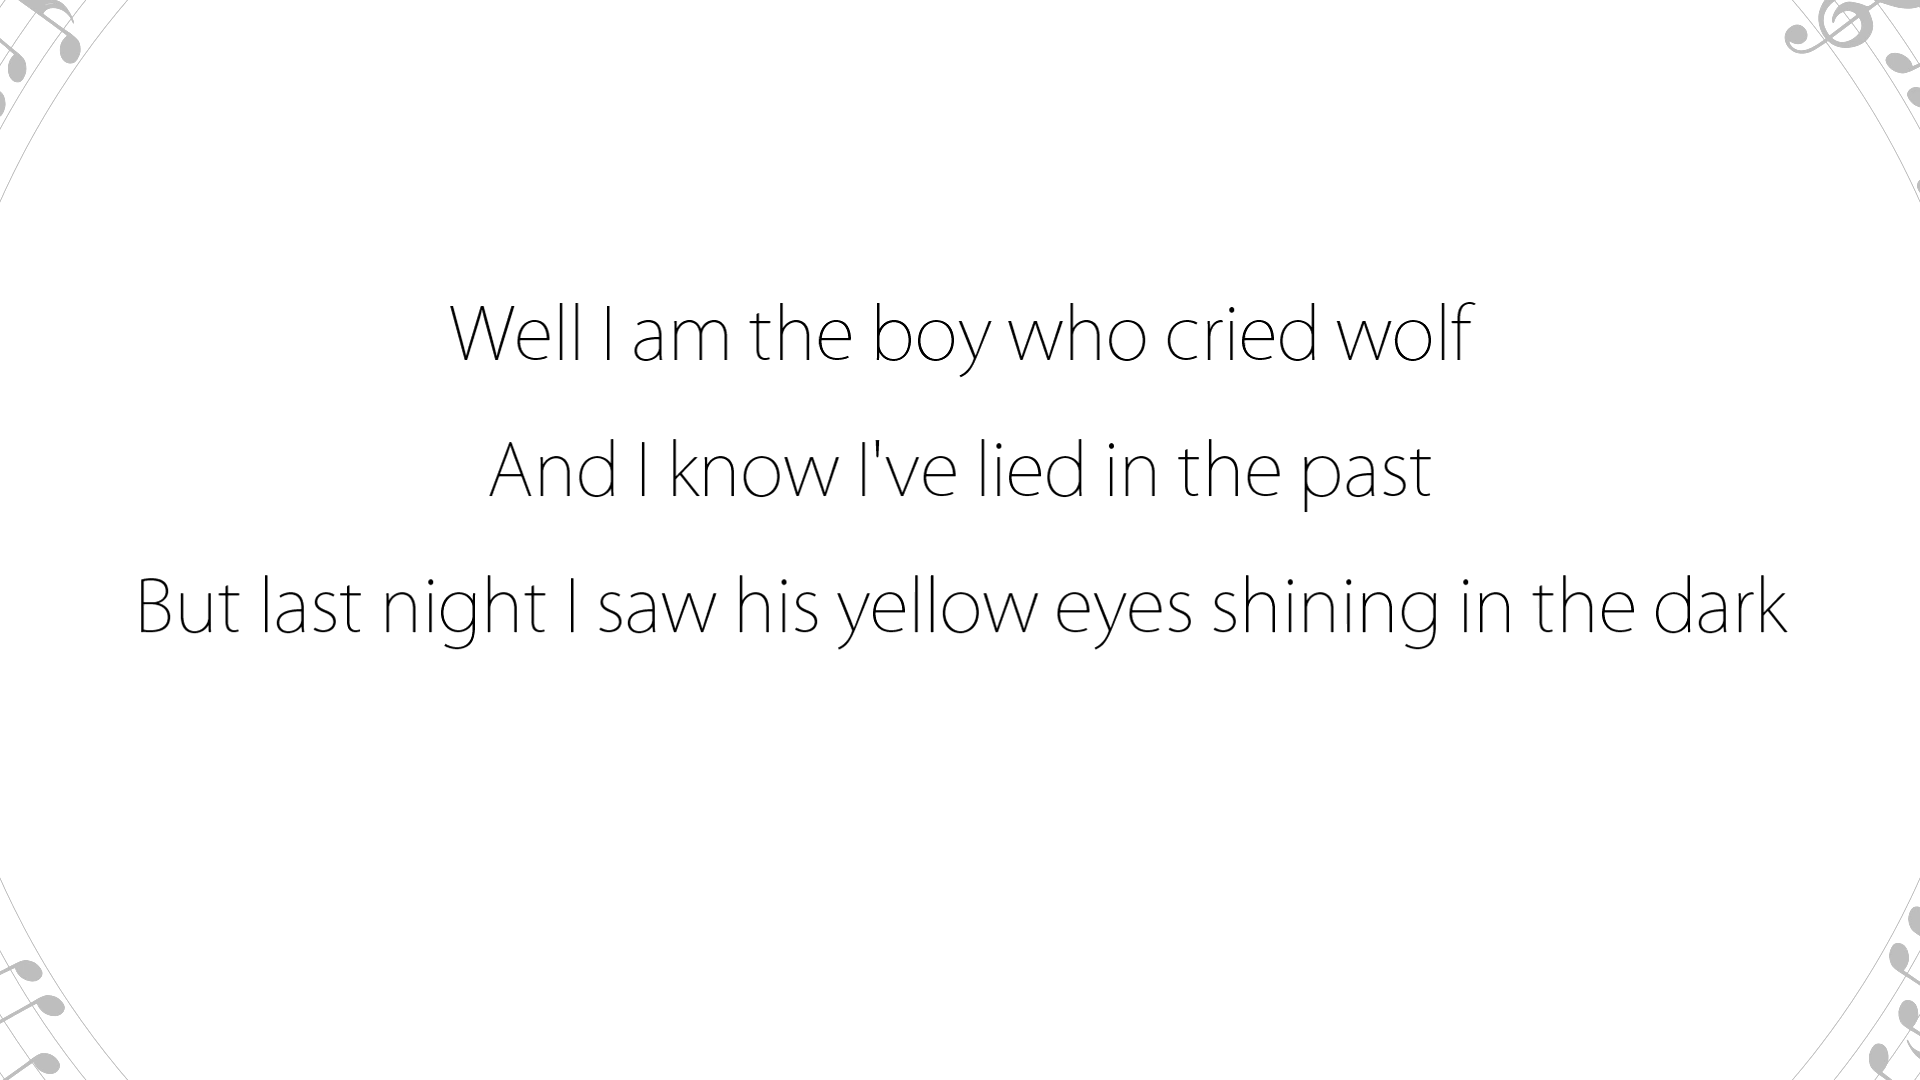 Well I am the boy who cried wolf
And I know I've lied in the past
But last night I saw his yellow eyes shining in the dark